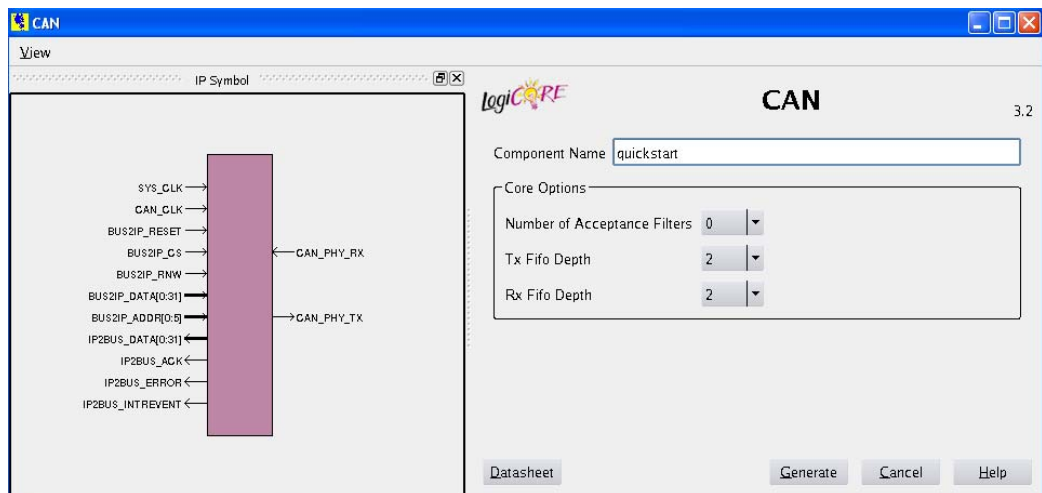 CAN
View
IP Symbol
SYS_CLK
CAN_CLK
BUS2IP_RESET
BUS2IP_CS
BUS2IP_RNW
BUS2IP_DATA[0:31]
BUS2IP_ADDR[0:5]
IP2BUS_DATA[0:31]
IP2BUS_ACK
IP2BUS_ERROR
IP2BUS_INTREVENT
CAN_PHY_RX
CAN_PHY_TX
LogiCORE
CAN
3.2
Component Name quickstart
Core Options
Number of Acceptance Filters 0
Tx Fifo Depth 2
Rx Fifo Depth 2
Datasheet Generate Cancel Help